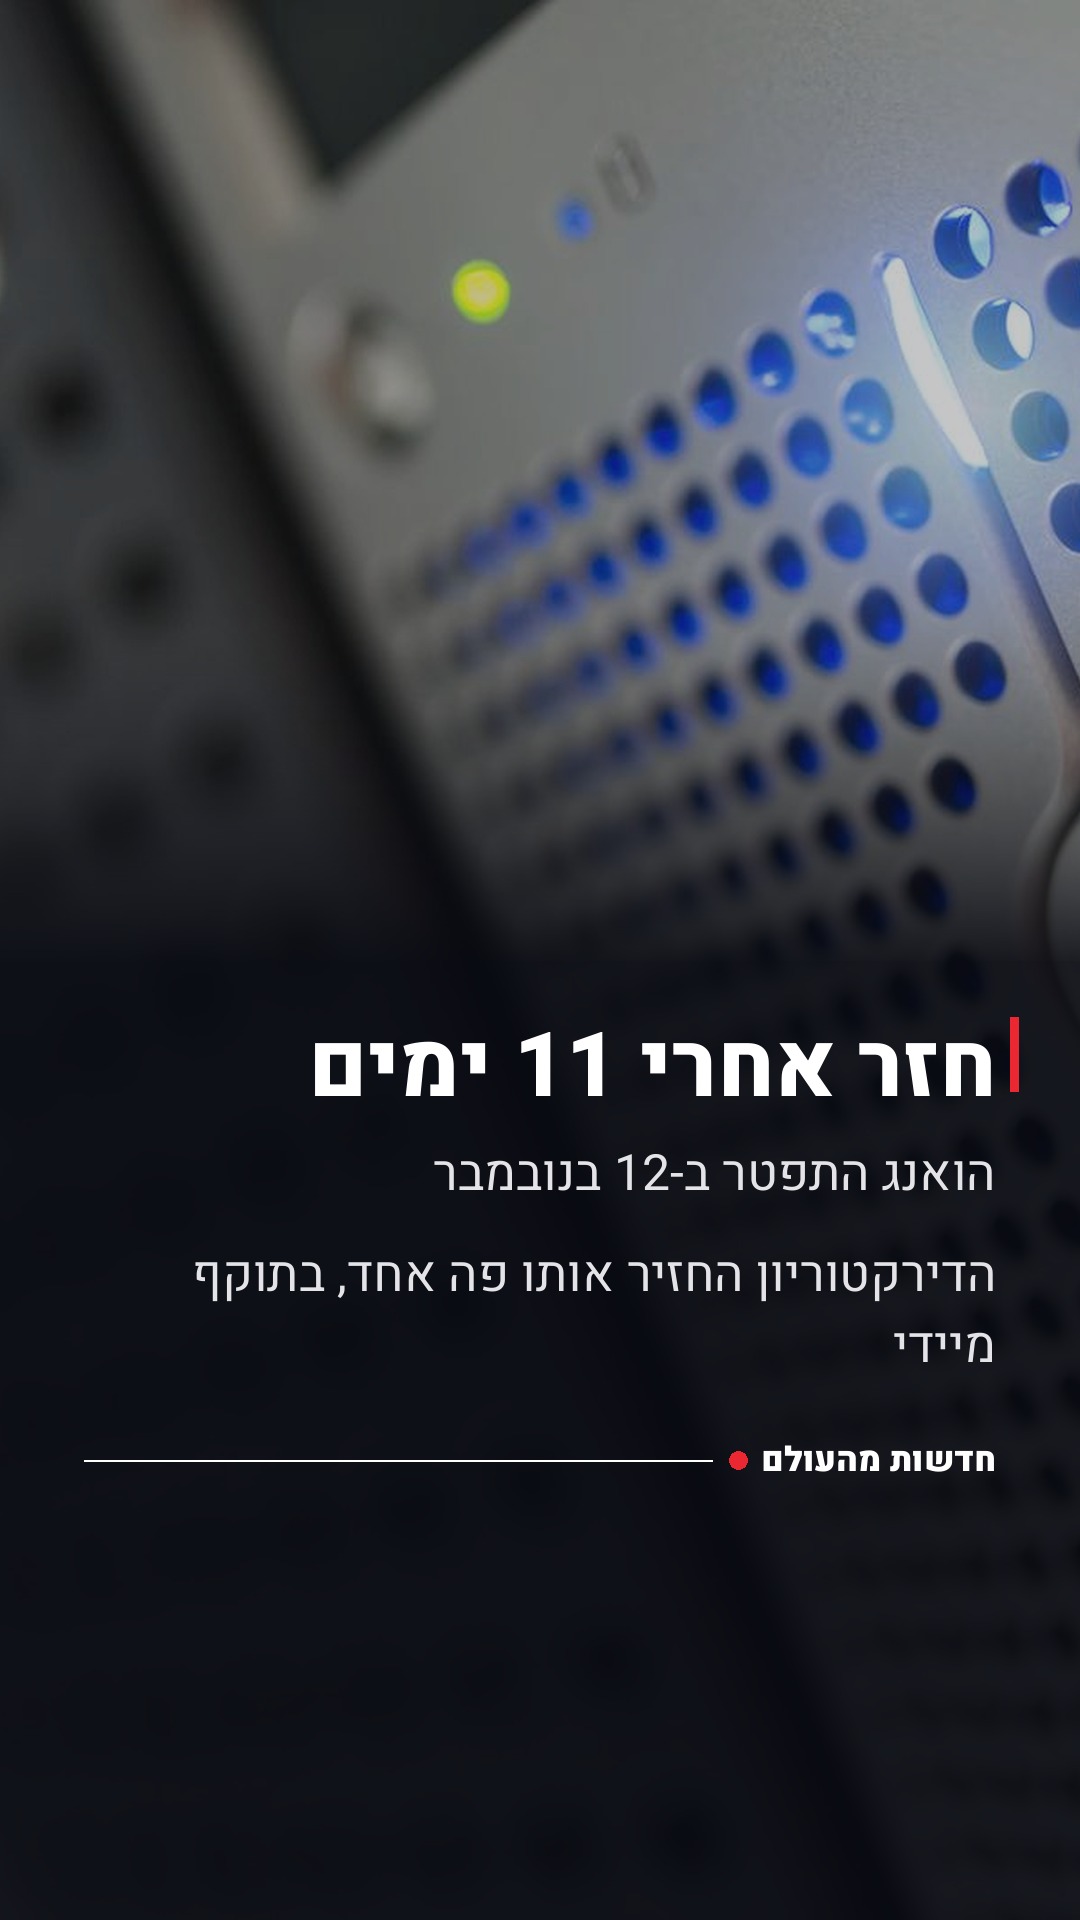 חזר אחרי 11 ימים
הואנג התפטר ב-12 בנובמבר
הדירקטוריון החזיר אותו פה אחד, בתוקף
מיידי
חדשות מהעולם